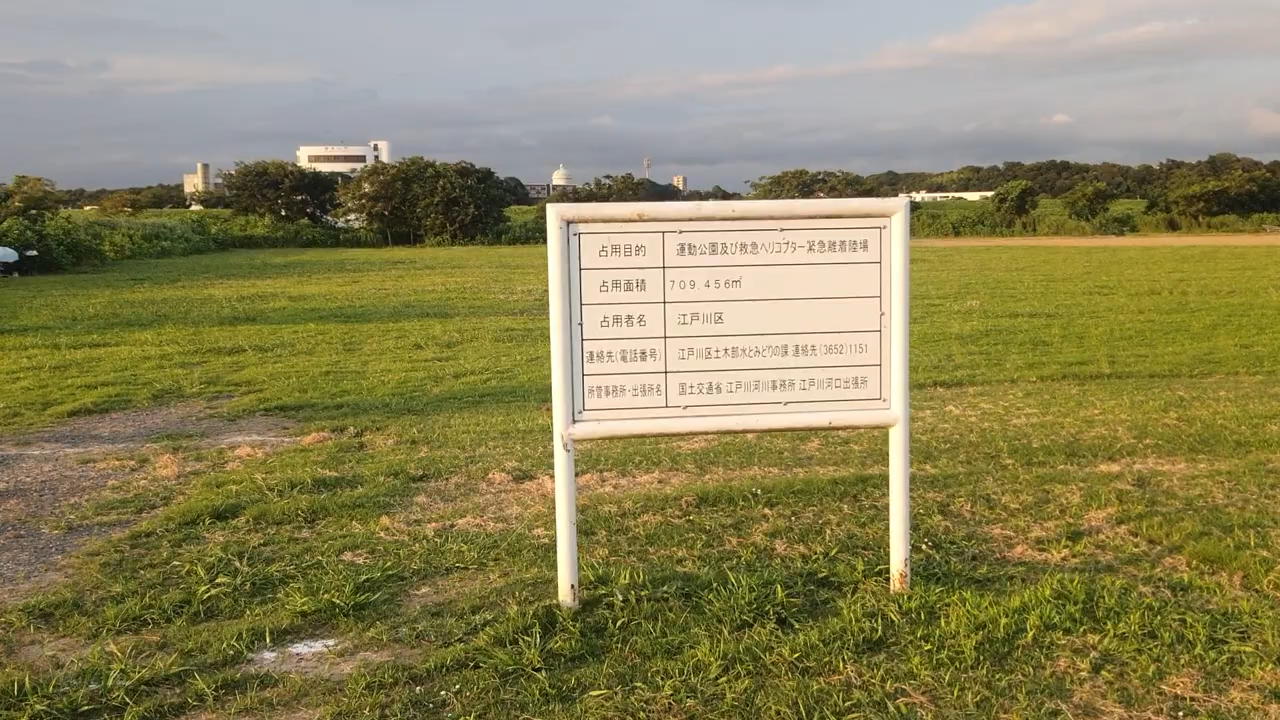 占用目的 運動公園及び救急ヘリコプター緊急離着陸場
占用面積 709.456㎡
占用者名 江戸川区
連絡先(電話番号) 江戸川区土木部水とみどりの課 連絡先(3652)1151
所管事務所・出張所名 国土交通省 江戸川河川事務所 江戸川河口出張所